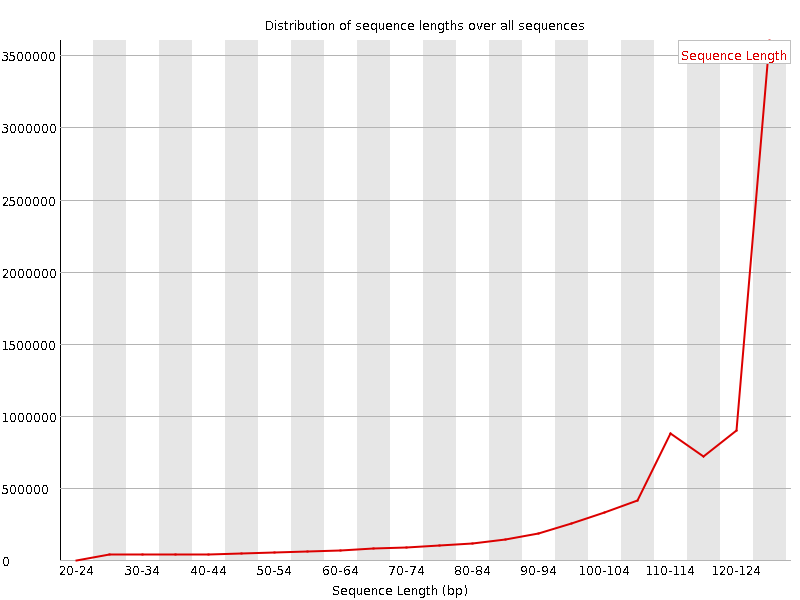 Distribution of sequence lengths over all sequences
Sequence Length
3500000
3000000
2500000
2000000
1500000
1000000
500000
0
20-24 30-34 40-44 50-54 60-64 70-74 80-84 90-94 100-104 110-114 120-124
Sequence Length (bp)